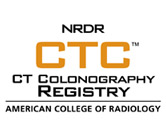 NRDR
CTC™
CT COLONOGRAPHY
REGISTRY
AMERICAN COLLEGE OF RADIOLOGY